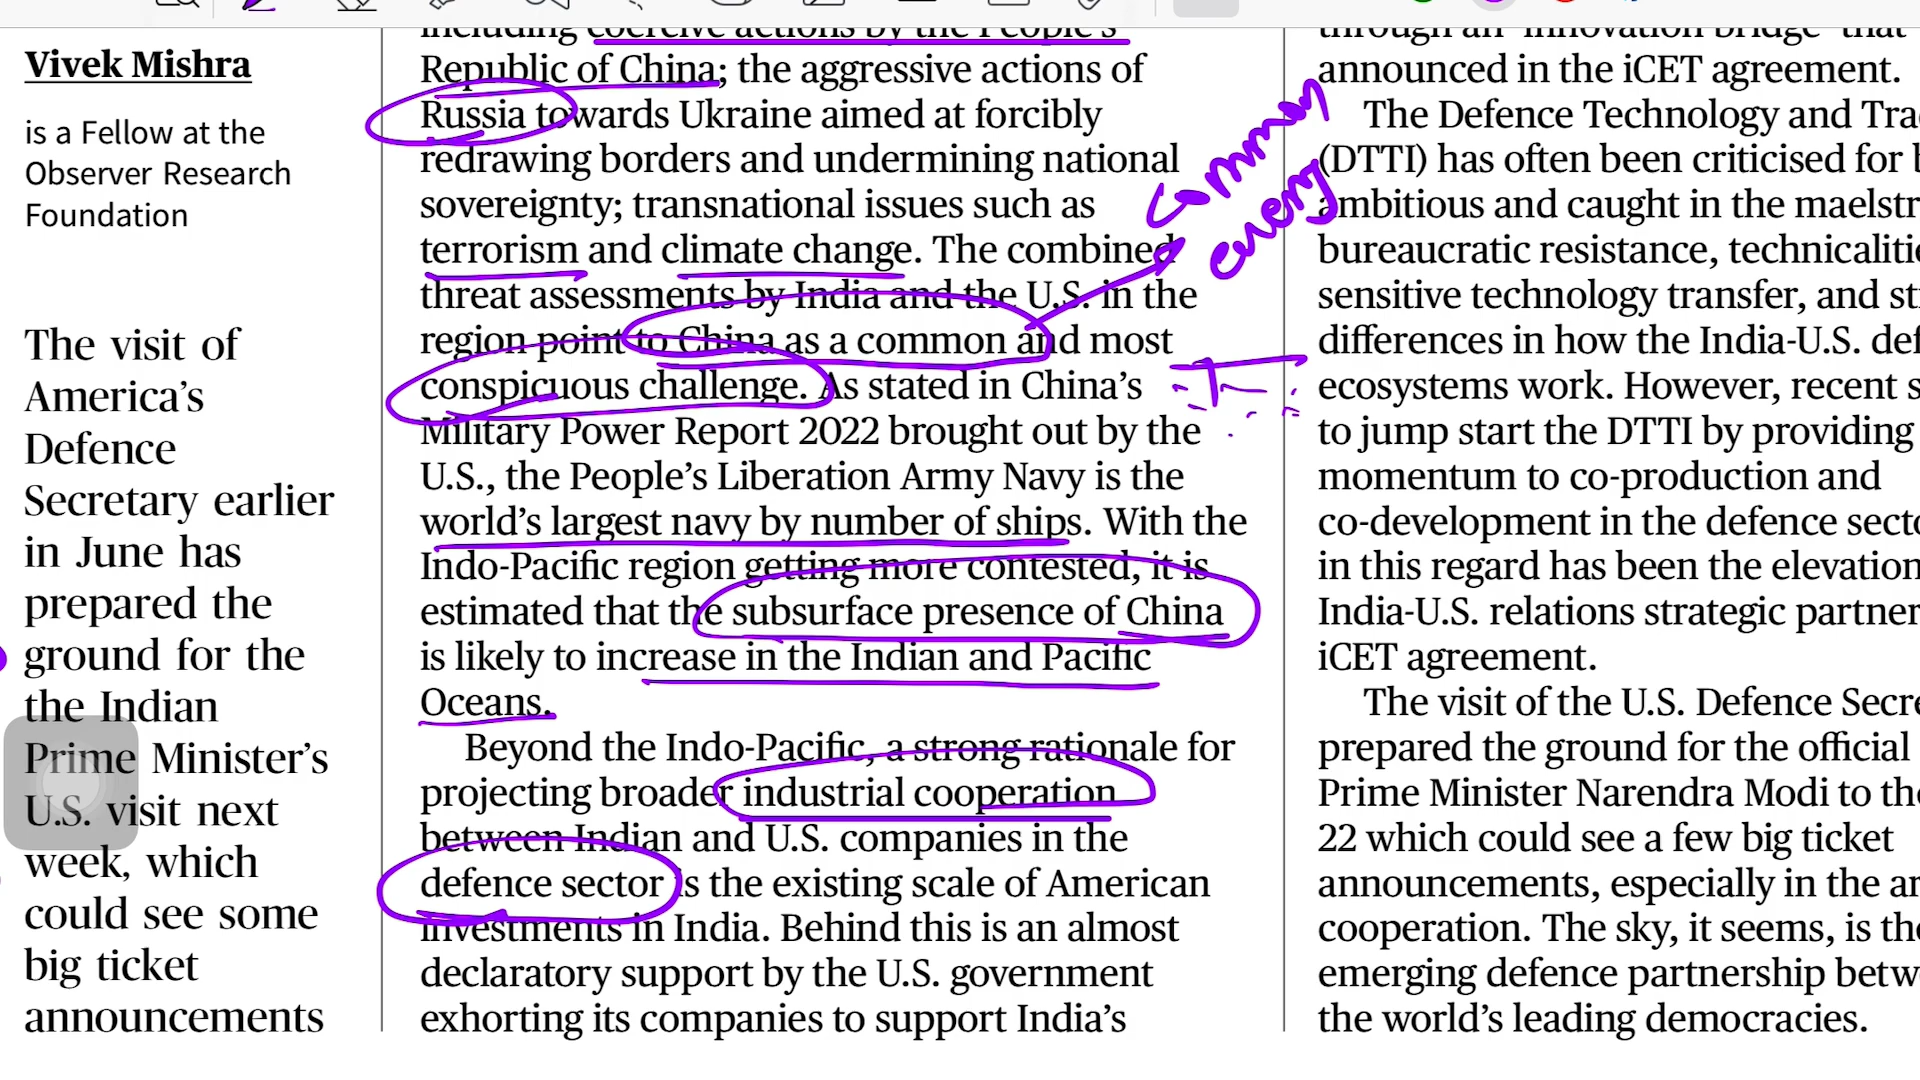 Vivek Mishra
is a Fellow at the
Observer Research
Foundation
The visit of
America’s
Defence
Secretary earlier
in June has
prepared the
ground for the
the Indian
Prime Minister’s
U.S. visit next
week, which
could see some
big ticket
announcements
including coercive actions by the People’s
Republic of China; the aggressive actions of
Russia towards Ukraine aimed at forcibly
redrawing borders and undermining national
sovereignty; transnational issues such as
terrorism and climate change. The combined
threat assessments by India and the U.S. in the
region point to China as a common and most
conspicuous challenge. As stated in China’s
Military Power Report 2022 brought out by the
U.S., the People’s Liberation Army Navy is the
world’s largest navy by number of ships. With the
Indo-Pacific region getting more contested, it is
estimated that the subsurface presence of China
is likely to increase in the Indian and Pacific
Oceans.
Beyond the Indo-Pacific, a strong rationale for
projecting broader industrial cooperation
between Indian and U.S. companies in the
defence sector is the existing scale of American
investments in India. Behind this is an almost
declaratory support by the U.S. government
exhorting its companies to support India’s
common
enemy
through an ‘innovation bridge’ that
announced in the iCET agreement.
The Defence Technology and Tra
(DTTI) has often been criticised for b
ambitious and caught in the maelstr
bureaucratic resistance, technicalitie
sensitive technology transfer, and st
differences in how the India-U.S. def
ecosystems work. However, recent s
to jump start the DTTI by providing
momentum to co-production and
co-development in the defence secto
in this regard has been the elevation
India-U.S. relations strategic partner
iCET agreement.
The visit of the U.S. Defence Secre
prepared the ground for the official
Prime Minister Narendra Modi to the
22 which could see a few big ticket
announcements, especially in the ar
cooperation. The sky, it seems, is the
emerging defence partnership betw
the world’s leading democracies.